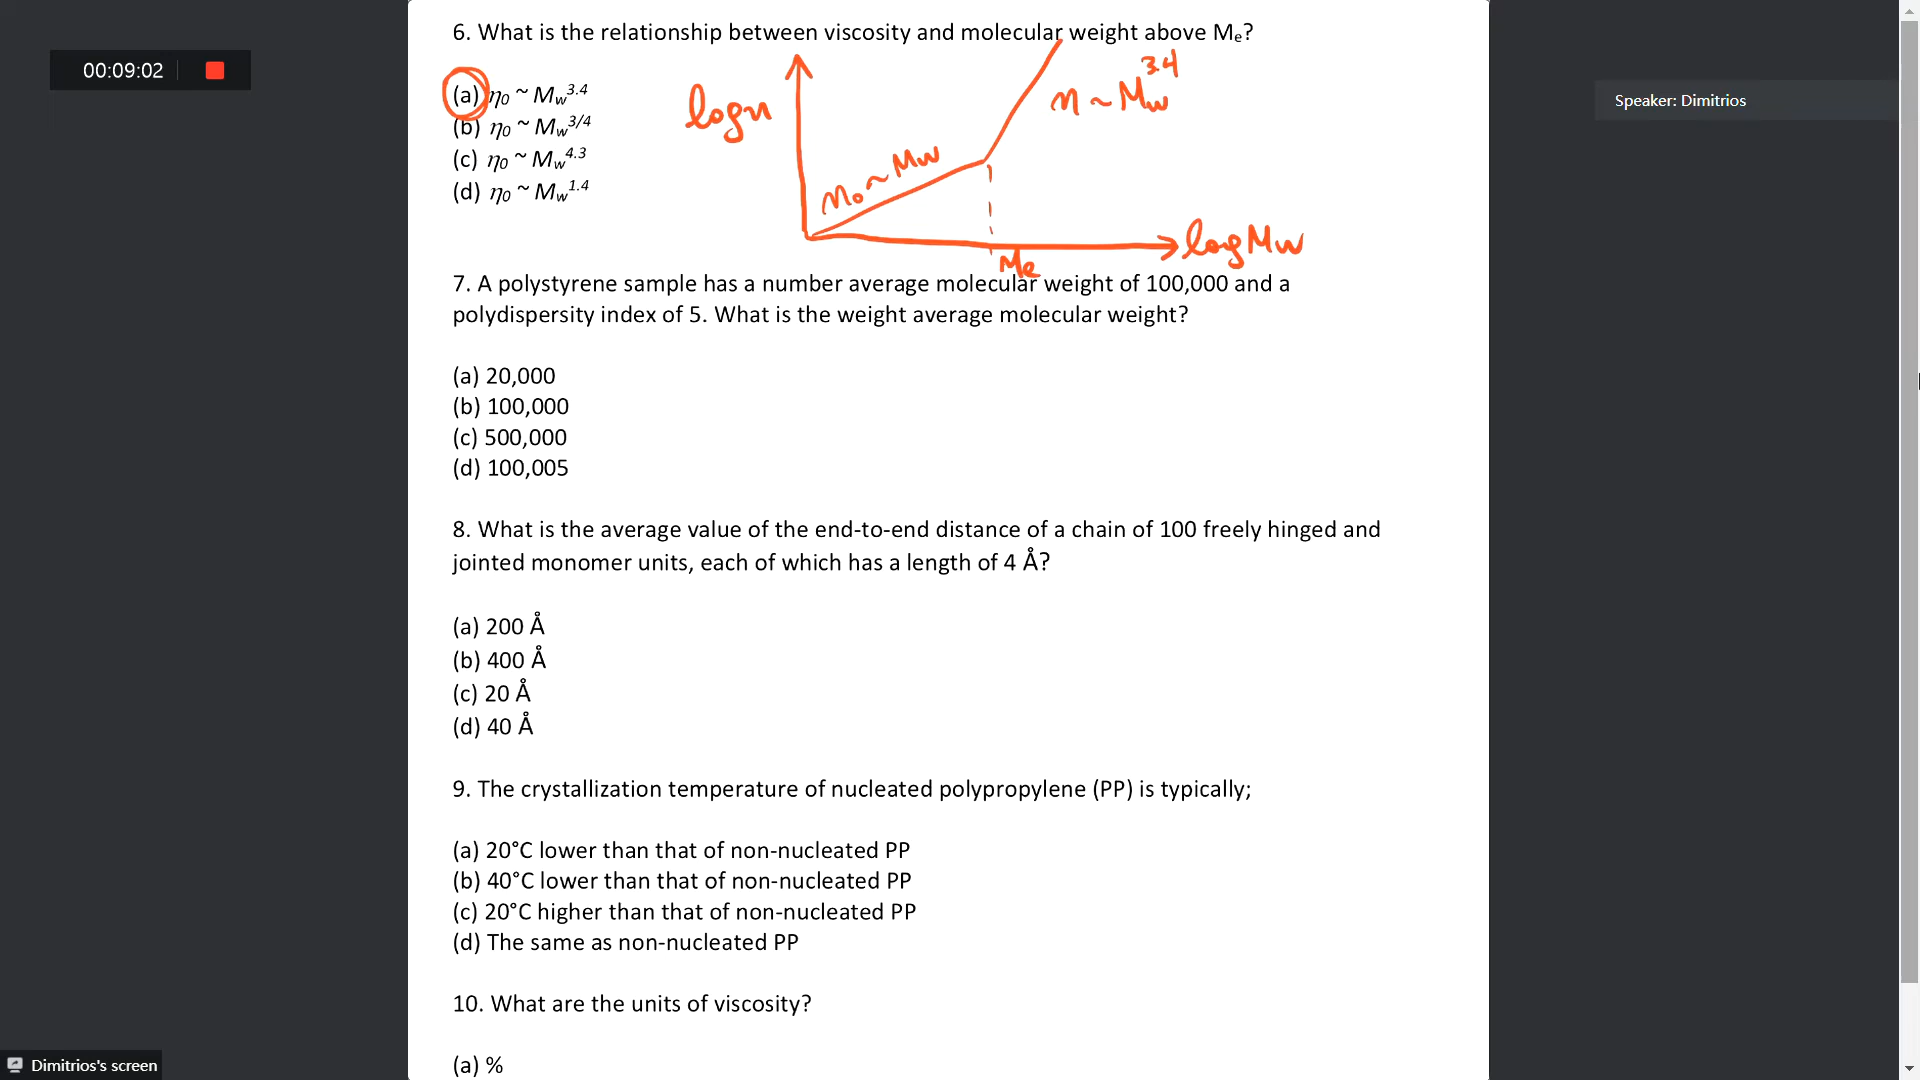 00:09:02
Speaker: Dimitrios
6. What is the relationship between viscosity and molecular weight above Me?
(a) η0 ~ Mw^3.4
(b) η0 ~ Mw^3/4
(c) η0 ~ Mw^4.3
(d) η0 ~ Mw^1.4
logη
η0 ~ Mw
η ~ Mw^3.4
Me
logMw
7. A polystyrene sample has a number average molecular weight of 100,000 and a
polydispersity index of 5. What is the weight average molecular weight?
(a) 20,000
(b) 100,000
(c) 500,000
(d) 100,005
8. What is the average value of the end-to-end distance of a chain of 100 freely hinged and
jointed monomer units, each of which has a length of 4 Å?
(a) 200 Å
(b) 400 Å
(c) 20 Å
(d) 40 Å
9. The crystallization temperature of nucleated polypropylene (PP) is typically;
(a) 20°C lower than that of non-nucleated PP
(b) 40°C lower than that of non-nucleated PP
(c) 20°C higher than that of non-nucleated PP
(d) The same as non-nucleated PP
10. What are the units of viscosity?
(a) %
Dimitrios's screen